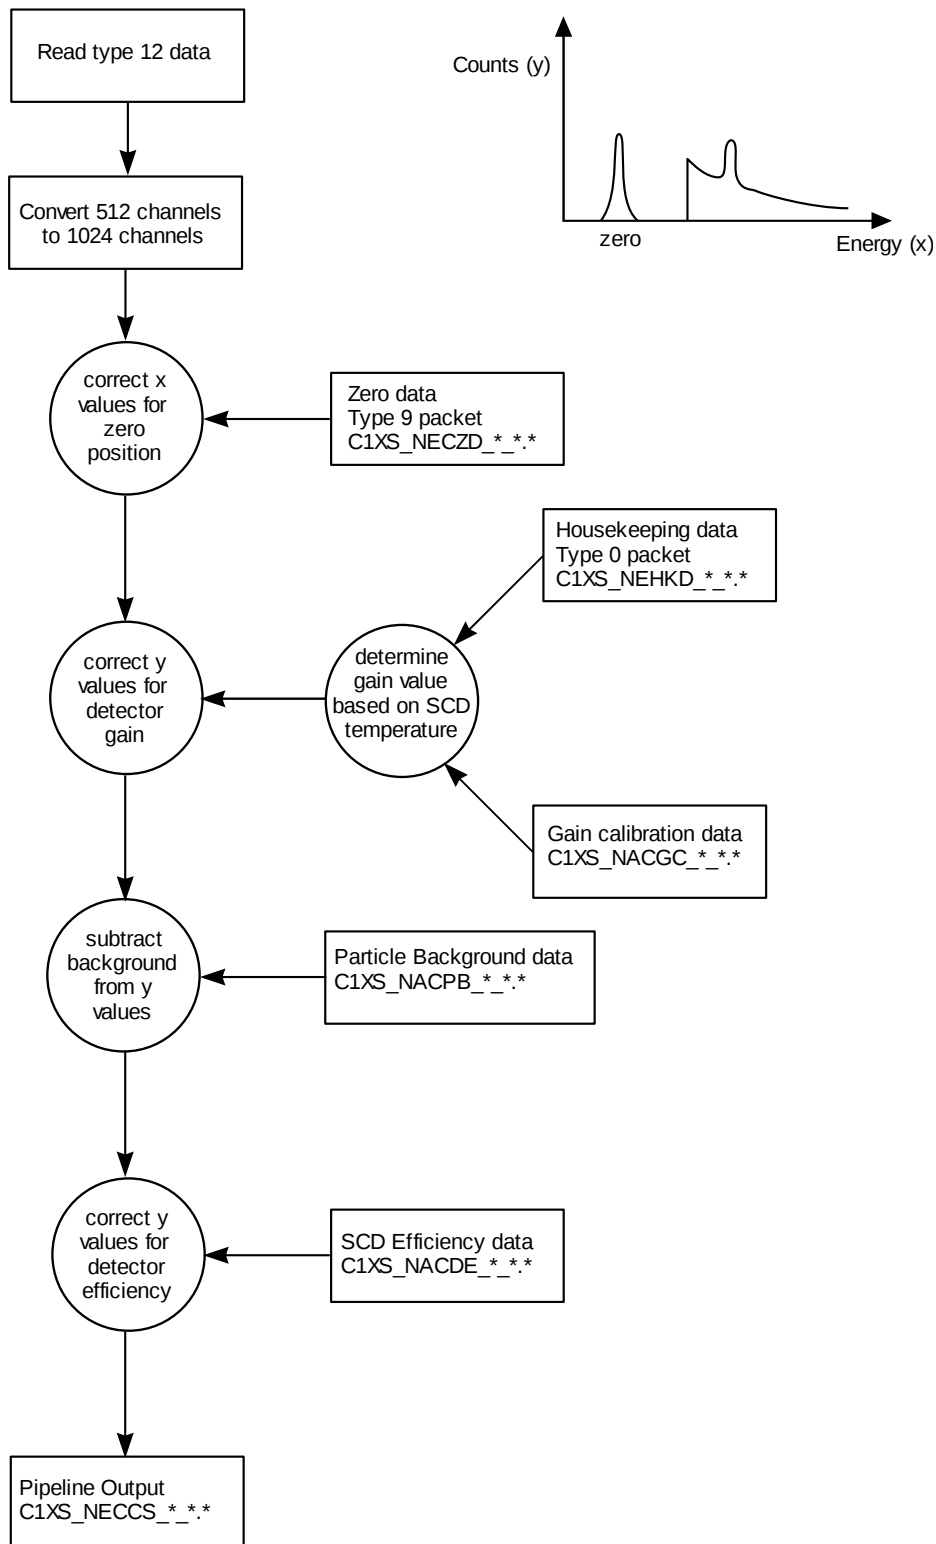 Read type 12 data
Counts (y)
zero
Energy (x)
Convert 512 channels
to 1024 channels
correct x
values for
zero
position
Zero data
Type 9 packet
C1XS_NECZD_*_*.*
Housekeeping data
Type 0 packet
C1XS_NEHKD_*_*.*
correct y
values for
detector
gain
determine
gain value
based on SCD
temperature
Gain calibration data
C1XS_NACGC_*_*.*
subtract
background
from y
values
Particle Background data
C1XS_NACPB_*_*.*
correct y
values for
detector
efficiency
SCD Efficiency data
C1XS_NACDE_*_*.*
Pipeline Output
C1XS_NECCS_*_*.*